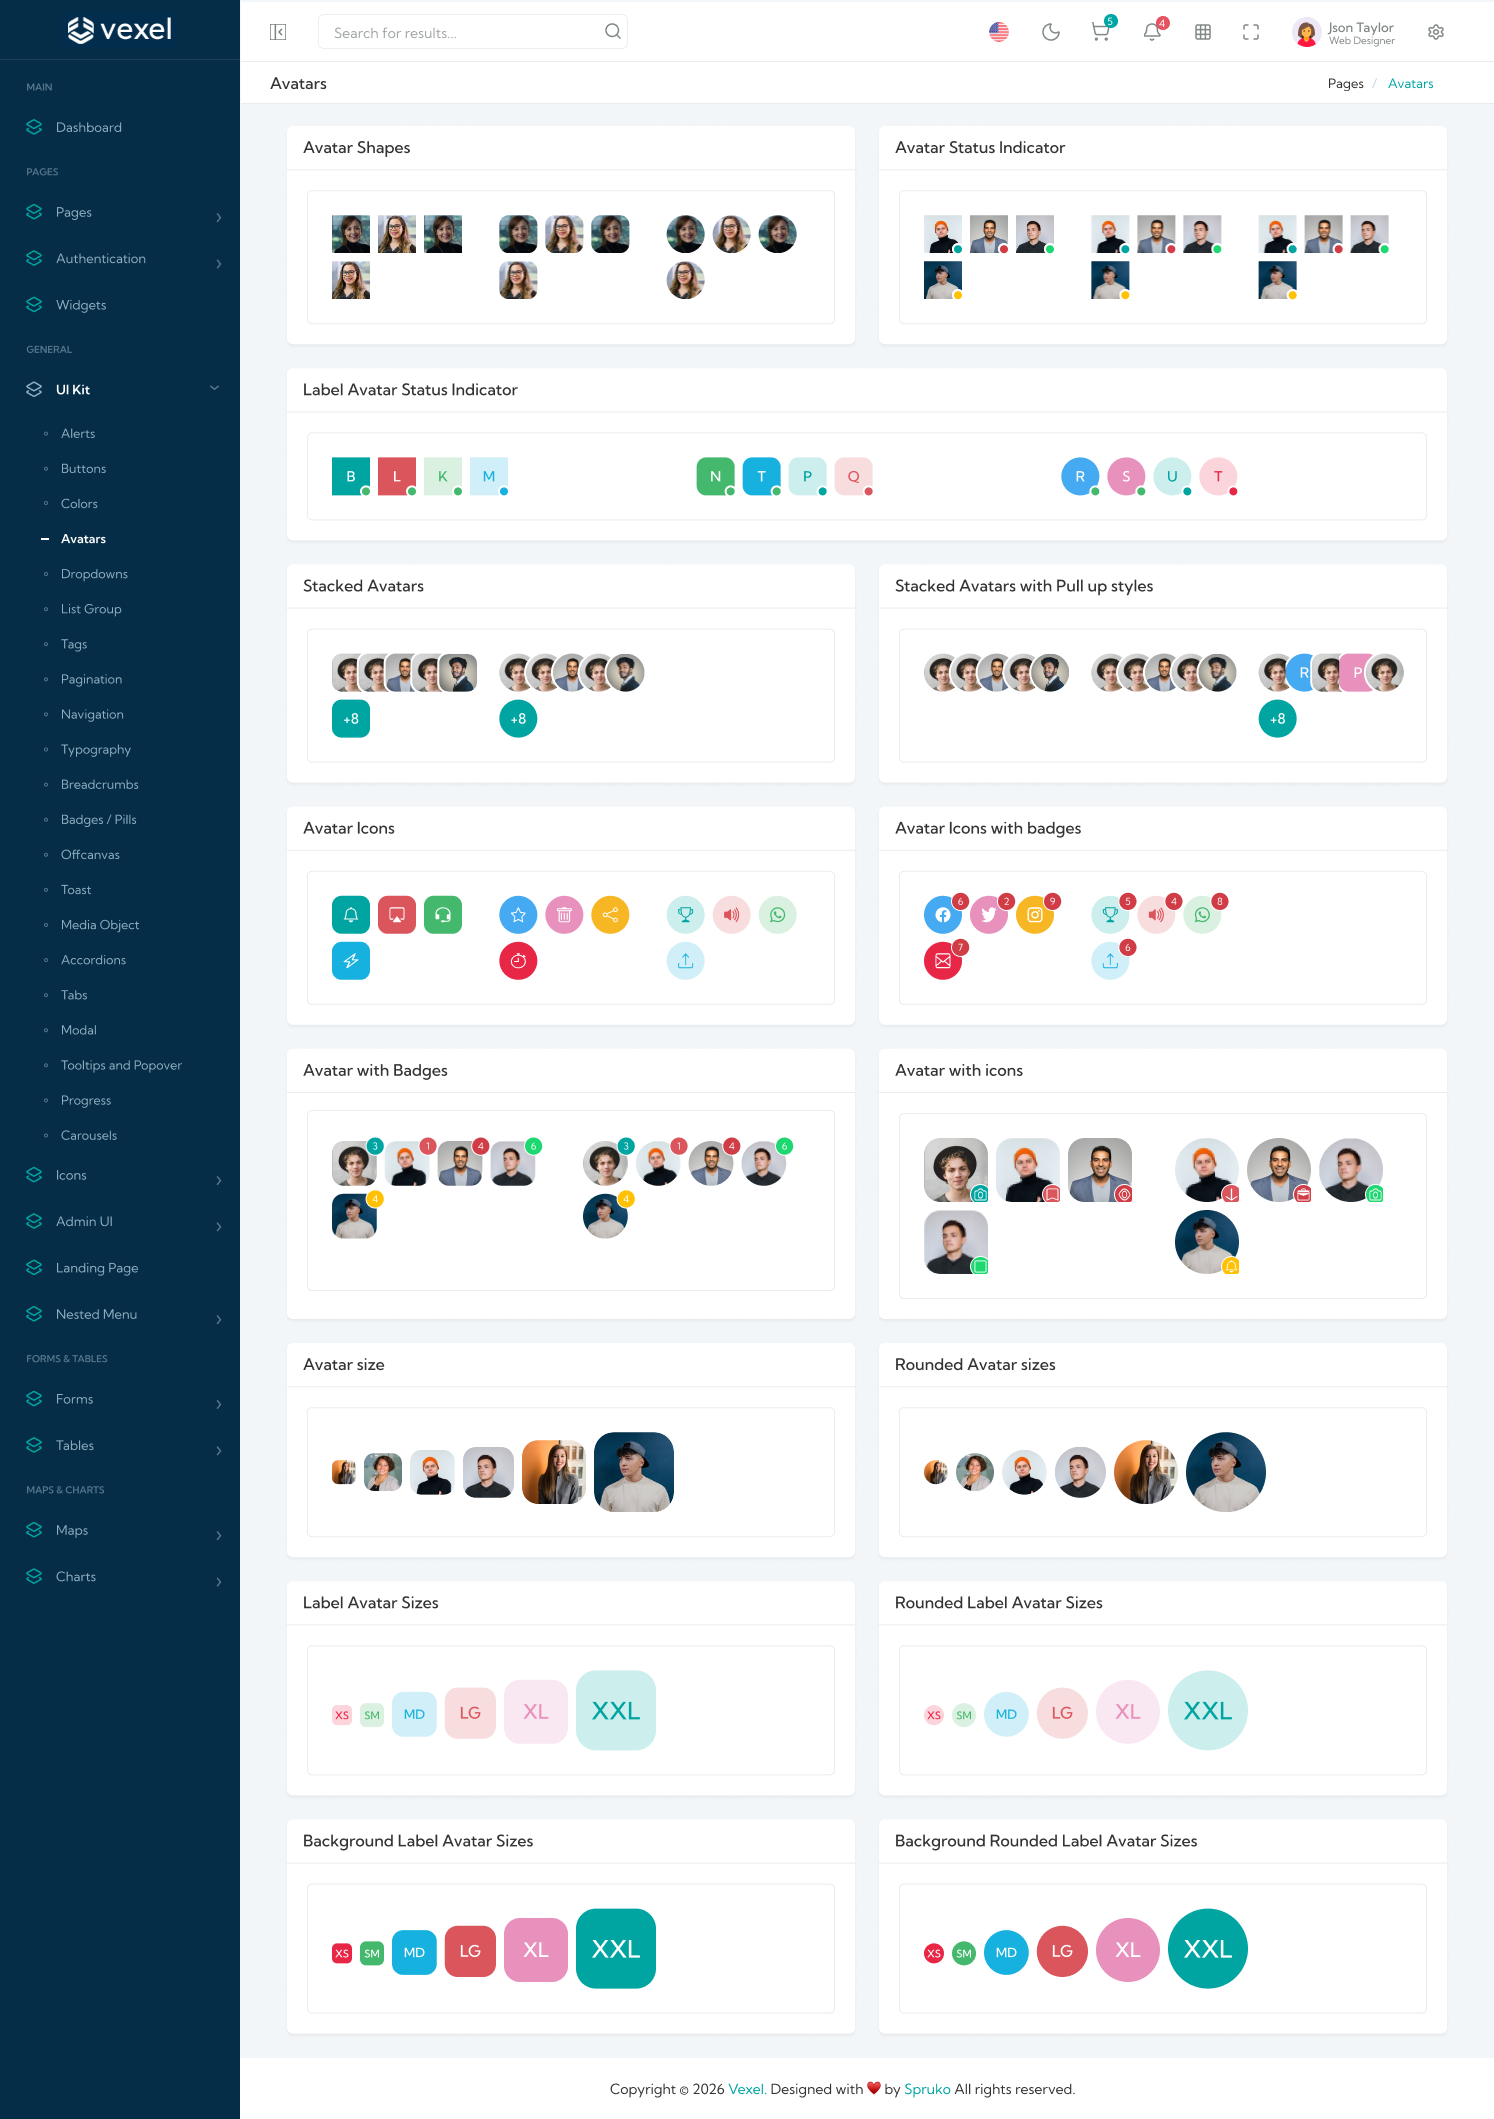 vexel
MAIN
Dashboard
PAGES
Pages
Authentication
Widgets
GENERAL
UI Kit
Alerts
Buttons
Colors
Avatars
Dropdowns
List Group
Tags
Pagination
Navigation
Typography
Breadcrumbs
Badges / Pills
Offcanvas
Toast
Media Object
Accordions
Tabs
Modal
Tooltips and Popover
Progress
Carousels
Icons
Admin UI
Landing Page
Nested Menu
FORMS & TABLES
Forms
Tables
MAPS & CHARTS
Maps
Charts
Search for results...
5
4
Json Taylor
Web Designer
Avatars
Pages / Avatars
Avatar Shapes
Avatar Status Indicator
Label Avatar Status Indicator
B L K M N T P Q R S U T
Stacked Avatars
+8 +8
Stacked Avatars with Pull up styles
R P
+8
Avatar Icons
Avatar Icons with badges
6 2 9 5 4 8
7 6
Avatar with Badges
3 1 4 6 3 1 4 6
4 4
Avatar with icons
Avatar size
Rounded Avatar sizes
Label Avatar Sizes
XS SM MD LG XL XXL
Rounded Label Avatar Sizes
XS SM MD LG XL XXL
Background Label Avatar Sizes
XS SM MD LG XL XXL
Background Rounded Label Avatar Sizes
XS SM MD LG XL XXL
Copyright © 2026 Vexel. Designed with ❤ by Spruko All rights reserved.